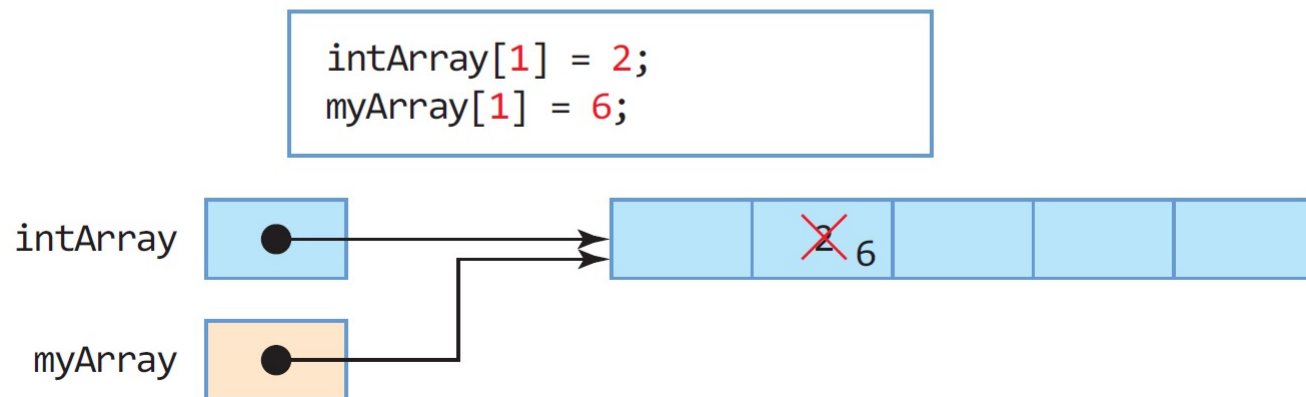 intArray[1] = 2;
myArray[1] = 6;
intArray
2 6
myArray